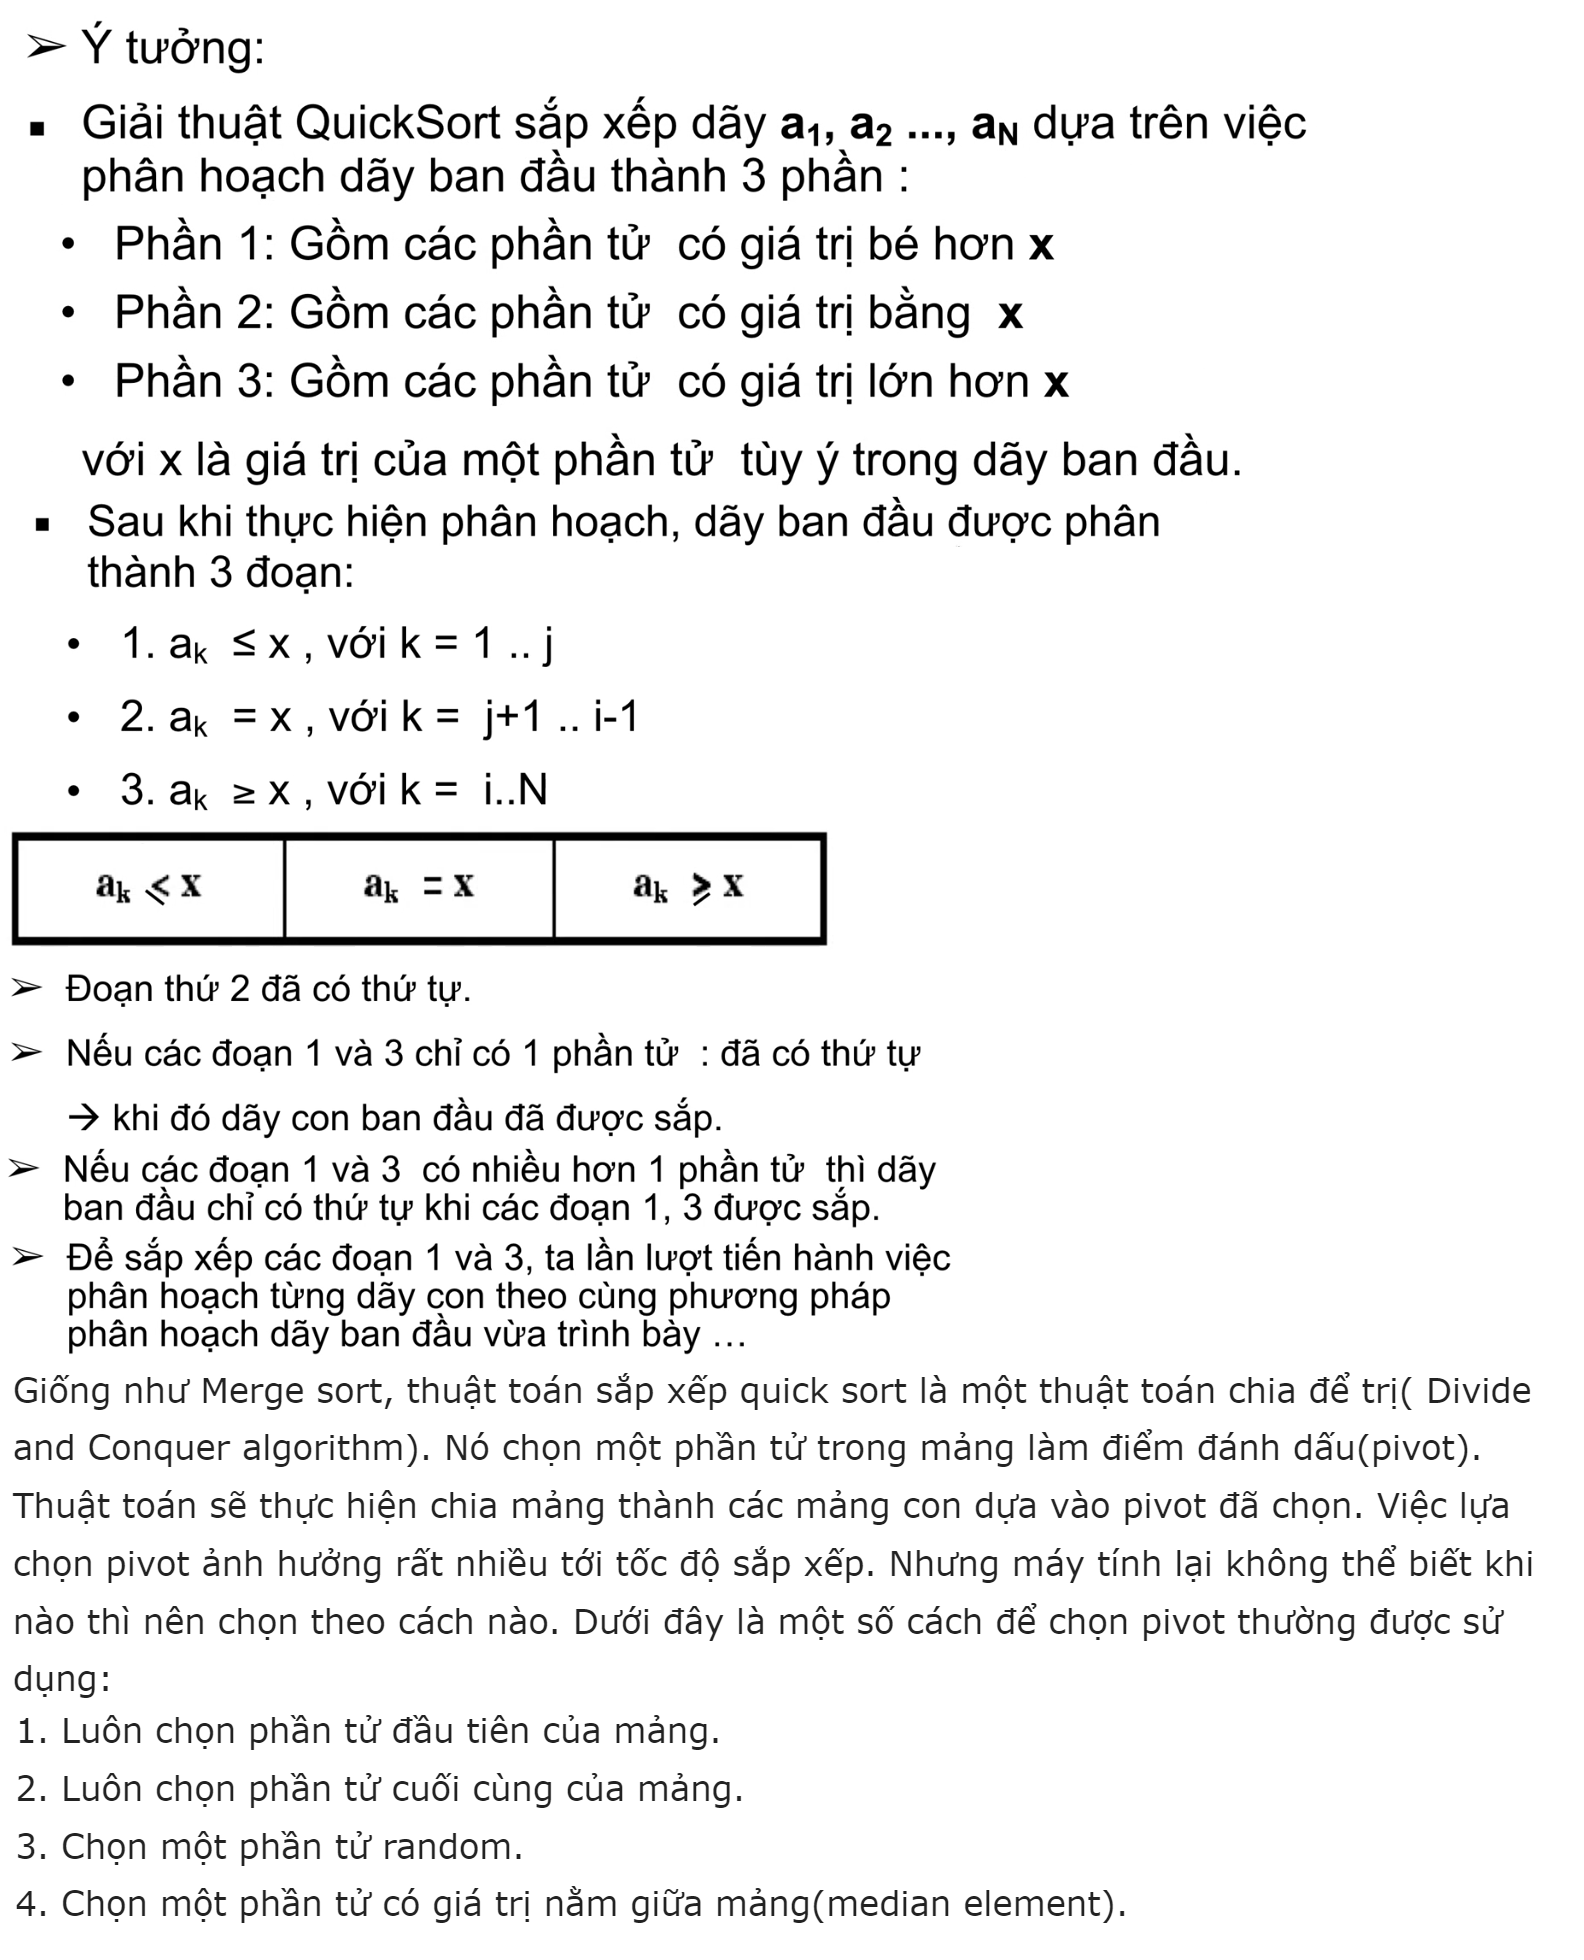 ➢ Ý tưởng:
▪ Giải thuật QuickSort sắp xếp dãy a₁, a₂ ..., aN dựa trên việc
phân hoạch dãy ban đầu thành 3 phần :
• Phần 1: Gồm các phần tử có giá trị bé hơn x
• Phần 2: Gồm các phần tử có giá trị bằng x
• Phần 3: Gồm các phần tử có giá trị lớn hơn x
với x là giá trị của một phần tử tùy ý trong dãy ban đầu.
▪ Sau khi thực hiện phân hoạch, dãy ban đầu được phân
thành 3 đoạn:
• 1. aₖ ≤ x , với k = 1 .. j
• 2. aₖ = x , với k = j+1 .. i-1
• 3. aₖ ≥ x , với k = i..N
aₖ ⩽ x aₖ = x aₖ ⩾ x
➢ Đoạn thứ 2 đã có thứ tự.
➢ Nếu các đoạn 1 và 3 chỉ có 1 phần tử : đã có thứ tự
→ khi đó dãy con ban đầu đã được sắp.
➢ Nếu các đoạn 1 và 3 có nhiều hơn 1 phần tử thì dãy
ban đầu chỉ có thứ tự khi các đoạn 1, 3 được sắp.
➢ Để sắp xếp các đoạn 1 và 3, ta lần lượt tiến hành việc
phân hoạch từng dãy con theo cùng phương pháp
phân hoạch dãy ban đầu vừa trình bày …
Giống như Merge sort, thuật toán sắp xếp quick sort là một thuật toán chia để trị( Divide
and Conquer algorithm). Nó chọn một phần tử trong mảng làm điểm đánh dấu(pivot).
Thuật toán sẽ thực hiện chia mảng thành các mảng con dựa vào pivot đã chọn. Việc lựa
chọn pivot ảnh hưởng rất nhiều tới tốc độ sắp xếp. Nhưng máy tính lại không thể biết khi
nào thì nên chọn theo cách nào. Dưới đây là một số cách để chọn pivot thường được sử
dụng:
1. Luôn chọn phần tử đầu tiên của mảng.
2. Luôn chọn phần tử cuối cùng của mảng.
3. Chọn một phần tử random.
4. Chọn một phần tử có giá trị nằm giữa mảng(median element).